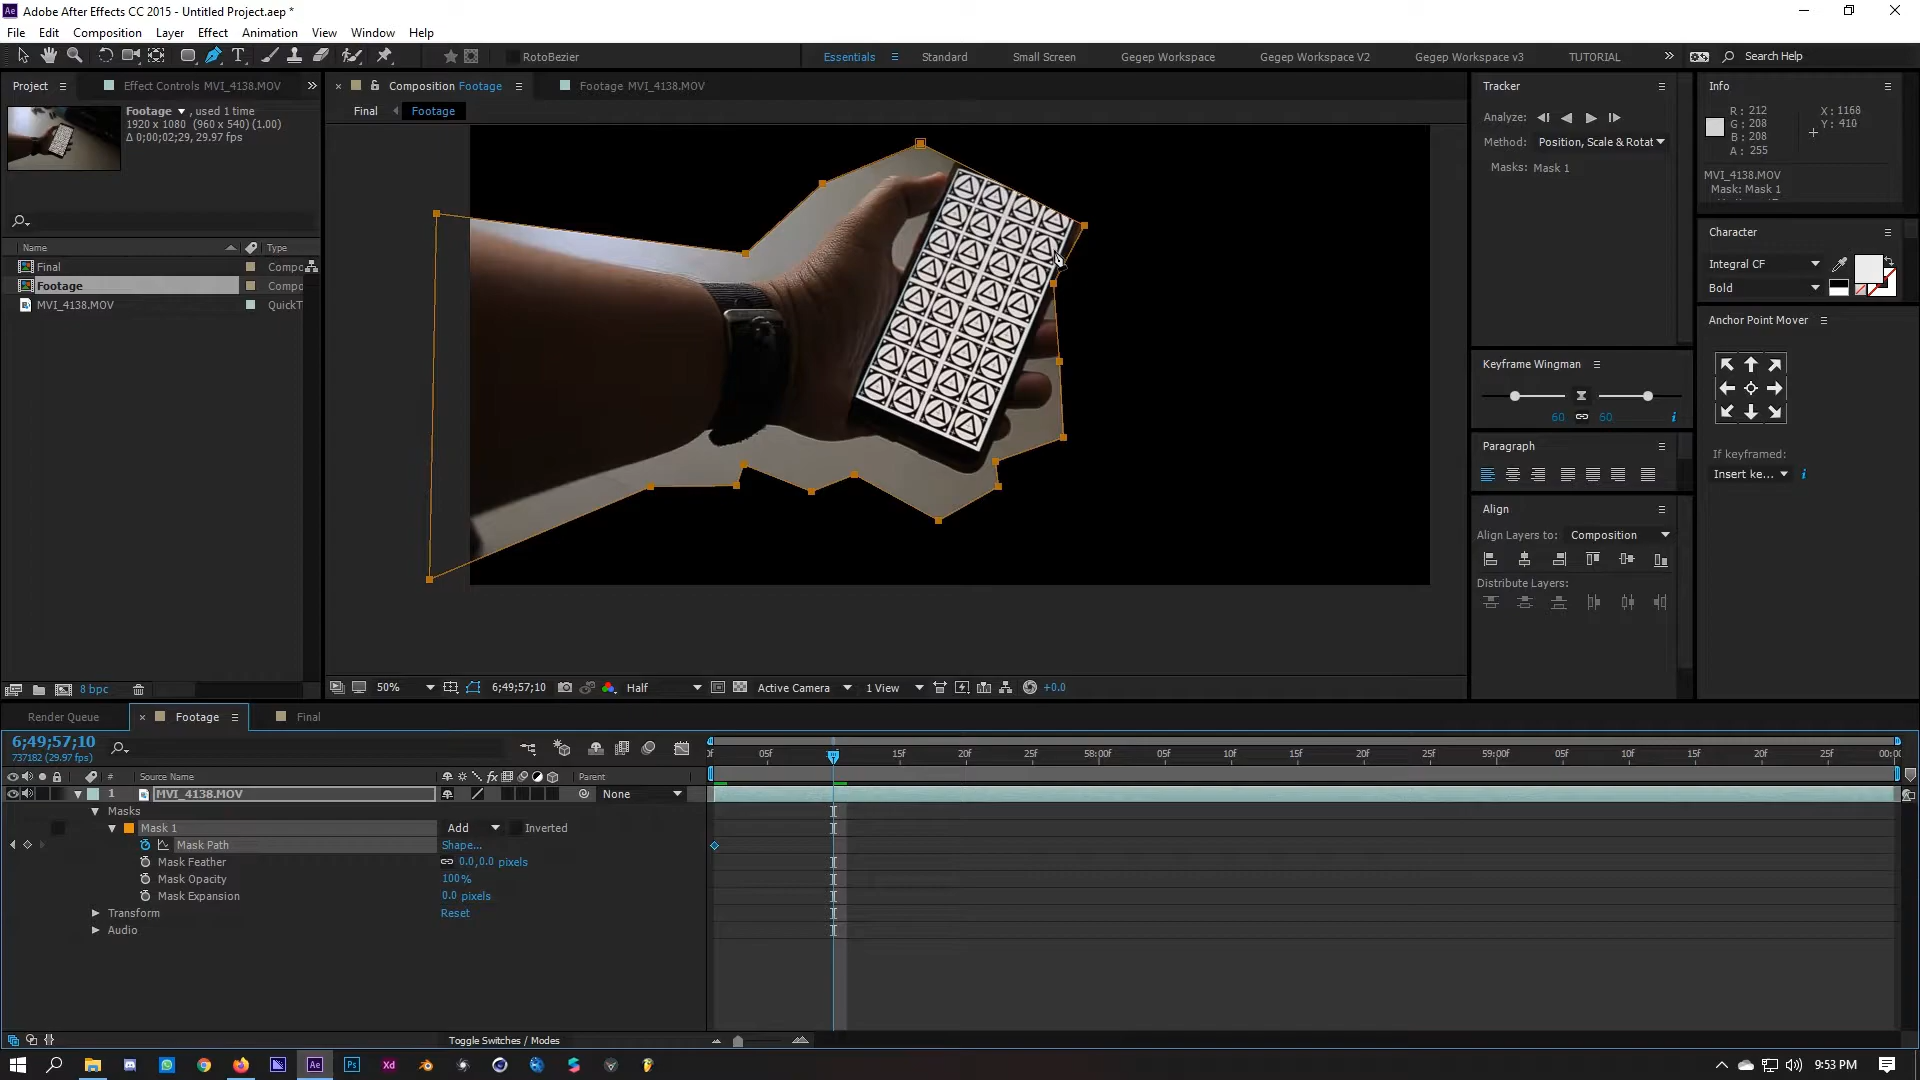 Adobe After Effects CC 2015 - Untitled Project.aep *
File Edit Composition Layer Effect Animation View Window Help
RotoBezier
Essentials
Standard
Small Screen
Gegep Workspace
Gegep Workspace V2
Gegep Workspace v3
TUTORIAL
Search Help
Project
Effect Controls MVI_4138.MOV
Footage , used 1 time
1920 x 1080 (960 x 540) (1.00)
Δ 0;00;02;29, 29.97 fps
Name Type
Final Compo
Footage Compo
MVI_4138.MOV QuickT
8 bpc
Composition Footage
Footage MVI_4138.MOV
Final
Footage
50%
6;49;57;10
Half
Active Camera
1 View
+0.0
Tracker
Analyze:
Method: Position, Scale & Rotat
Masks: Mask 1
Keyframe Wingman
60 60
Paragraph
Align
Align Layers to: Composition
Distribute Layers:
Info
R : 212
G : 208
B : 208
A : 255
X : 1168
Y : 410
MVI_4138.MOV
Mask: Mask 1
Character
Integral CF
Bold
Anchor Point Mover
If keyframed:
Insert ke...
Render Queue
Footage
Final
6;49;57;10
737182 (29.97 fps)
05f 15f 20f 25f 58:00f 05f 10f 15f 20f 25f 59:00f 05f 10f 15f 20f 25f 00:0
# Source Name Parent
1 MVI_4138.MOV None
Masks
Mask 1 Add Inverted
Mask Path Shape...
Mask Feather 0.0,0.0 pixels
Mask Opacity 100%
Mask Expansion 0.0 pixels
Transform Reset
Audio
Toggle Switches / Modes
9:53 PM